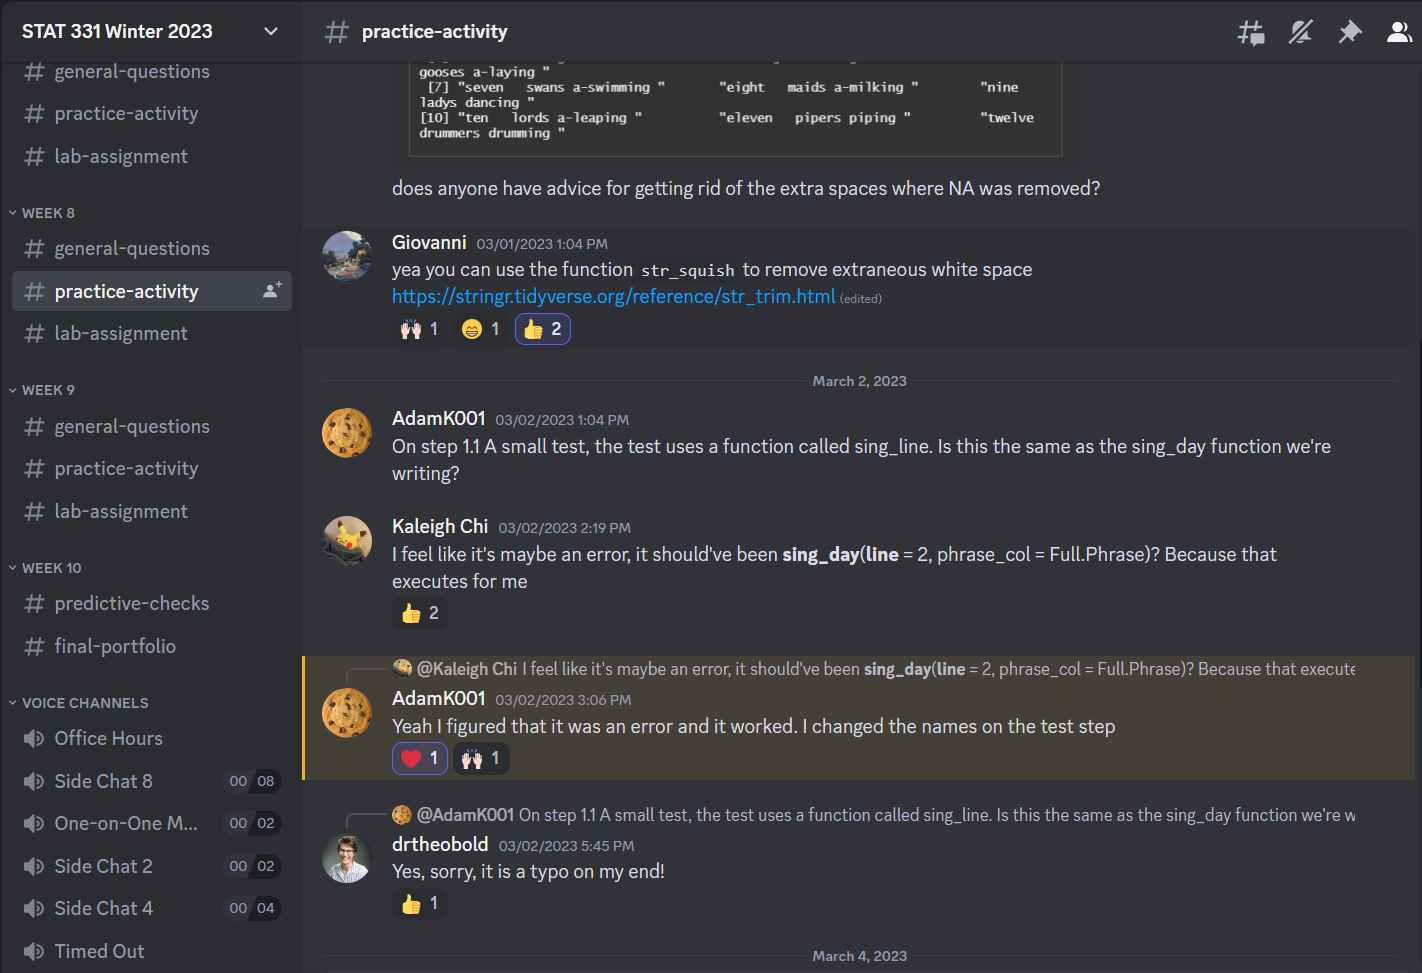 STAT 331 Winter 2023
general-questions
practice-activity
lab-assignment
WEEK 8
general-questions
practice-activity
lab-assignment
WEEK 9
general-questions
practice-activity
lab-assignment
WEEK 10
predictive-checks
final-portfolio
VOICE CHANNELS
Office Hours
Side Chat 8 00 08
One-on-One M... 00 02
Side Chat 2 00 02
Side Chat 4 00 04
Timed Out
practice-activity
gooses a-laying "
[7] "seven swans a-swimming " "eight maids a-milking " "nine
ladys dancing "
[10] "ten lords a-leaping " "eleven pipers piping " "twelve
drummers drumming "
does anyone have advice for getting rid of the extra spaces where NA was removed?
Giovanni 03/01/2023 1:04 PM
yea you can use the function str_squish to remove extraneous white space
https://stringr.tidyverse.org/reference/str_trim.html (edited)
1 1 2
March 2, 2023
AdamK001 03/02/2023 1:04 PM
On step 1.1 A small test, the test uses a function called sing_line. Is this the same as the sing_day function we're
writing?
Kaleigh Chi 03/02/2023 2:19 PM
I feel like it's maybe an error, it should've been sing_day(line = 2, phrase_col = Full.Phrase)? Because that
executes for me
2
@Kaleigh Chi I feel like it's maybe an error, it should've been sing_day(line = 2, phrase_col = Full.Phrase)? Because that execute
AdamK001 03/02/2023 3:06 PM
Yeah I figured that it was an error and it worked. I changed the names on the test step
1 1
@AdamK001 On step 1.1 A small test, the test uses a function called sing_line. Is this the same as the sing_day function we're w
drtheobold 03/02/2023 5:45 PM
Yes, sorry, it is a typo on my end!
1
March 4, 2023